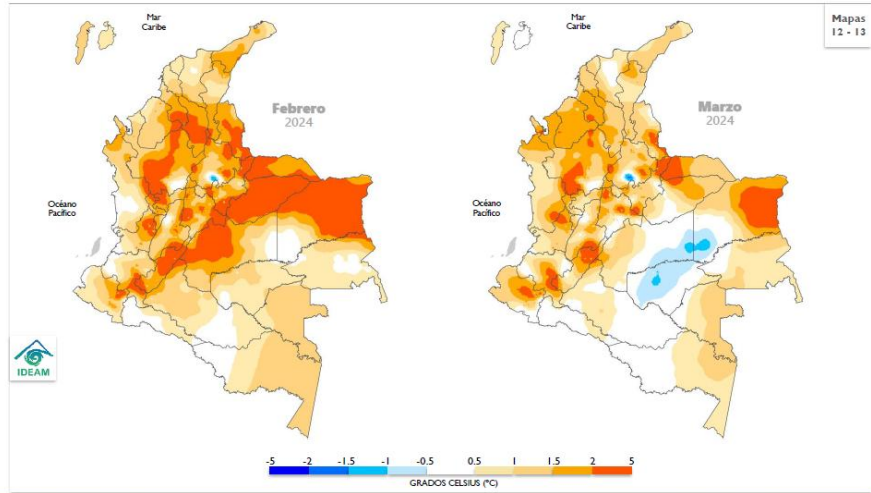 Mar
Caribe
Mar
Caribe
Mapas
12 - 13
Febrero
2024
Marzo
2024
Océano
Pacífico
Océano
Pacífico
IDEAM
-5 -2 -1.5 -1 -0.5 0.5 1 1.5 2 5
GRADOS CELSIUS (°C)